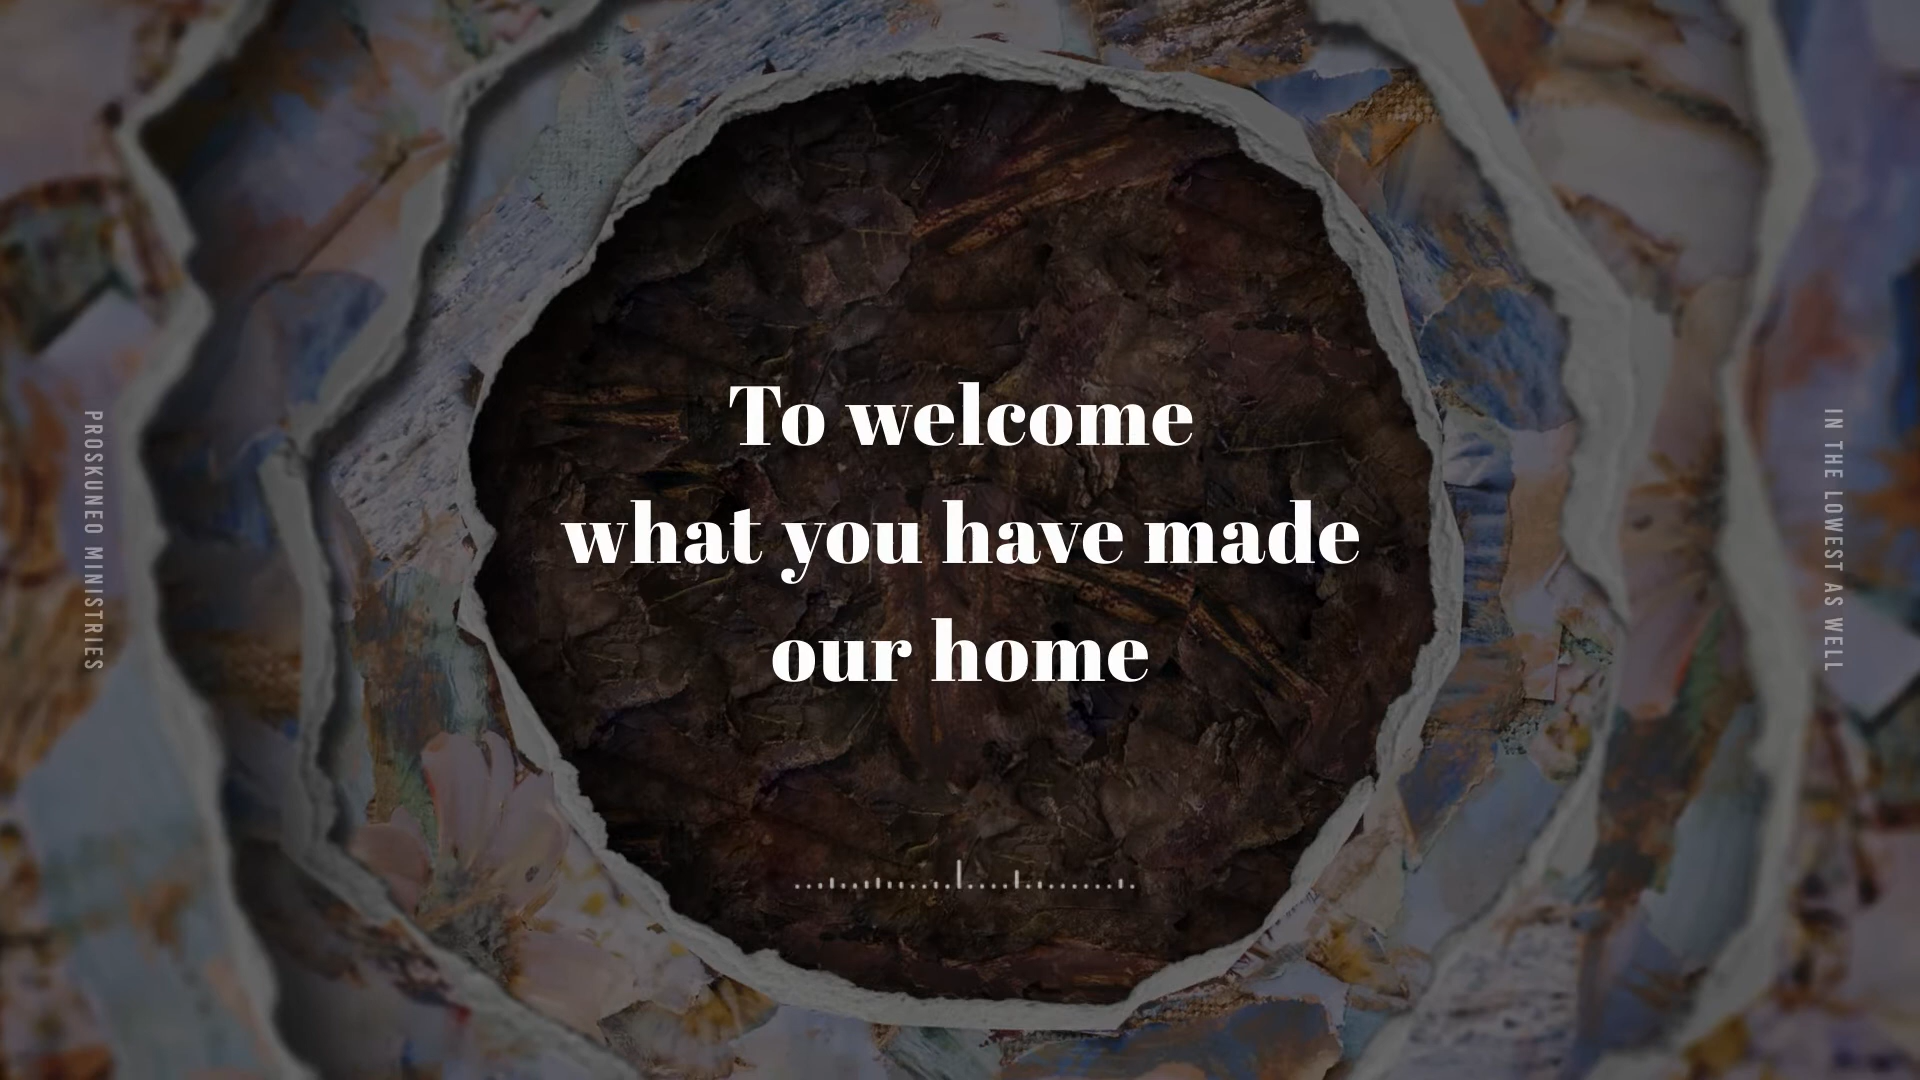 To welcome
what you have made
our home
PROSKUNEO MINISTRIES
IN THE LOWEST AS WELL